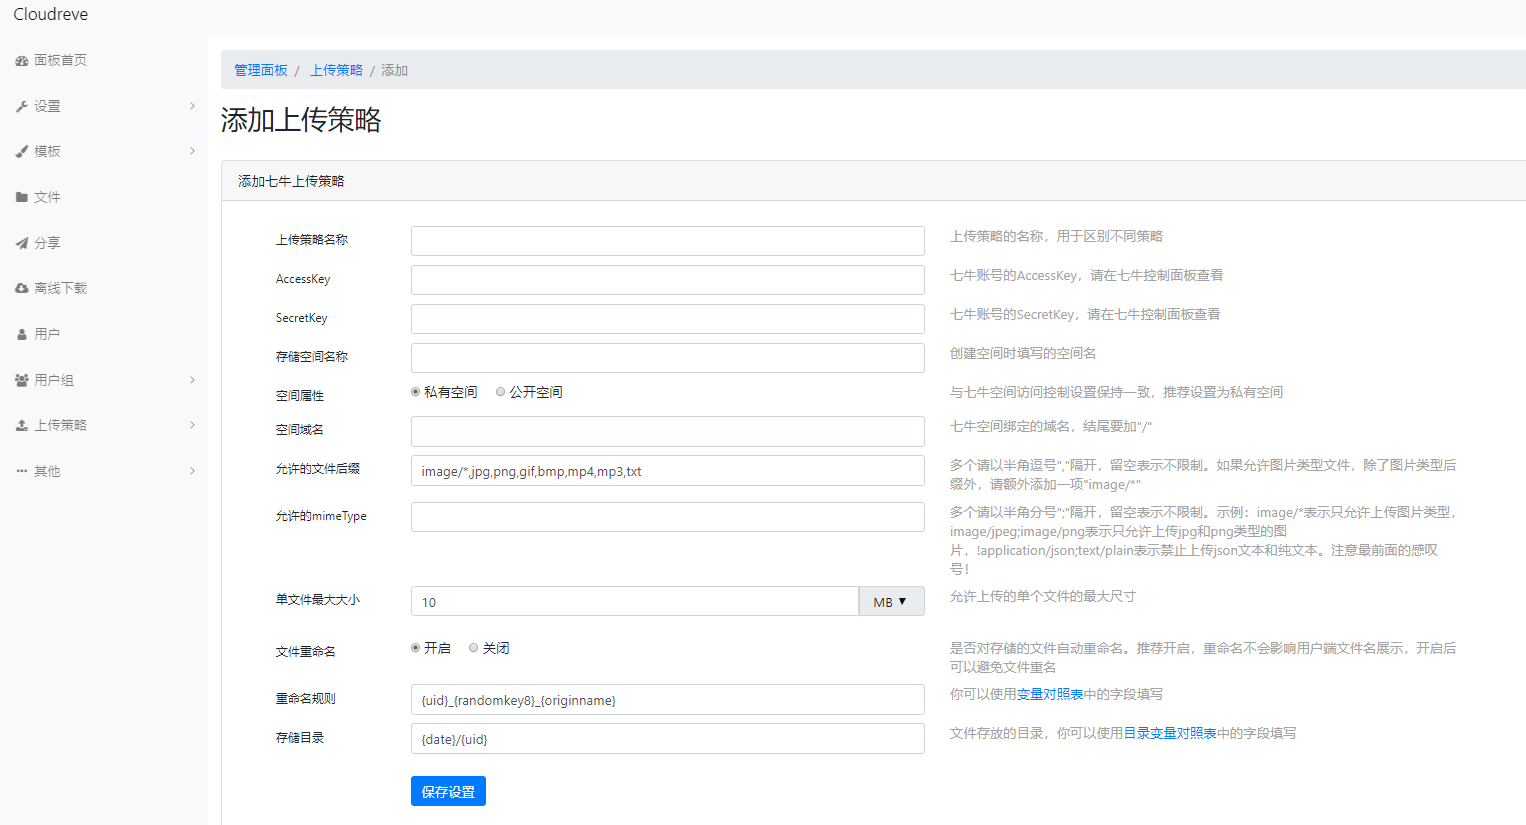 Cloudreve
面板首页
设置
模板
文件
分享
离线下载
用户
用户组
上传策略
其他
管理面板 / 上传策略 / 添加
添加上传策略
添加七牛上传策略
上传策略名称
上传策略的名称，用于区别不同策略
AccessKey
七牛账号的AccessKey，请在七牛控制面板查看
SecretKey
七牛账号的SecretKey，请在七牛控制面板查看
存储空间名称
创建空间时填写的空间名
空间属性
私有空间 公开空间
与七牛空间访问控制设置保持一致，推荐设置为私有空间
空间域名
七牛空间绑定的域名，结尾要加"/"
允许的文件后缀
image/*,jpg,png,gif,bmp,mp4,mp3,txt
多个请以半角逗号","隔开，留空表示不限制。如果允许图片类型文件，除了图片类型后
缀外，请额外添加一项"image/*"
允许的mimeType
多个请以半角分号";"隔开，留空表示不限制。示例：image/*表示只允许上传图片类型，
image/jpeg;image/png表示只允许上传jpg和png类型的图
片，!application/json;text/plain表示禁止上传json文本和纯文本。注意最前面的感叹
号！
单文件最大大小
10
MB ▼
允许上传的单个文件的最大尺寸
文件重命名
开启 关闭
是否对存储的文件自动重命名。推荐开启，重命名不会影响用户端文件名展示，开启后
可以避免文件重名
重命名规则
{uid}_{randomkey8}_{originname}
你可以使用变量对照表中的字段填写
存储目录
{date}/{uid}
文件存放的目录，你可以使用目录变量对照表中的字段填写
保存设置